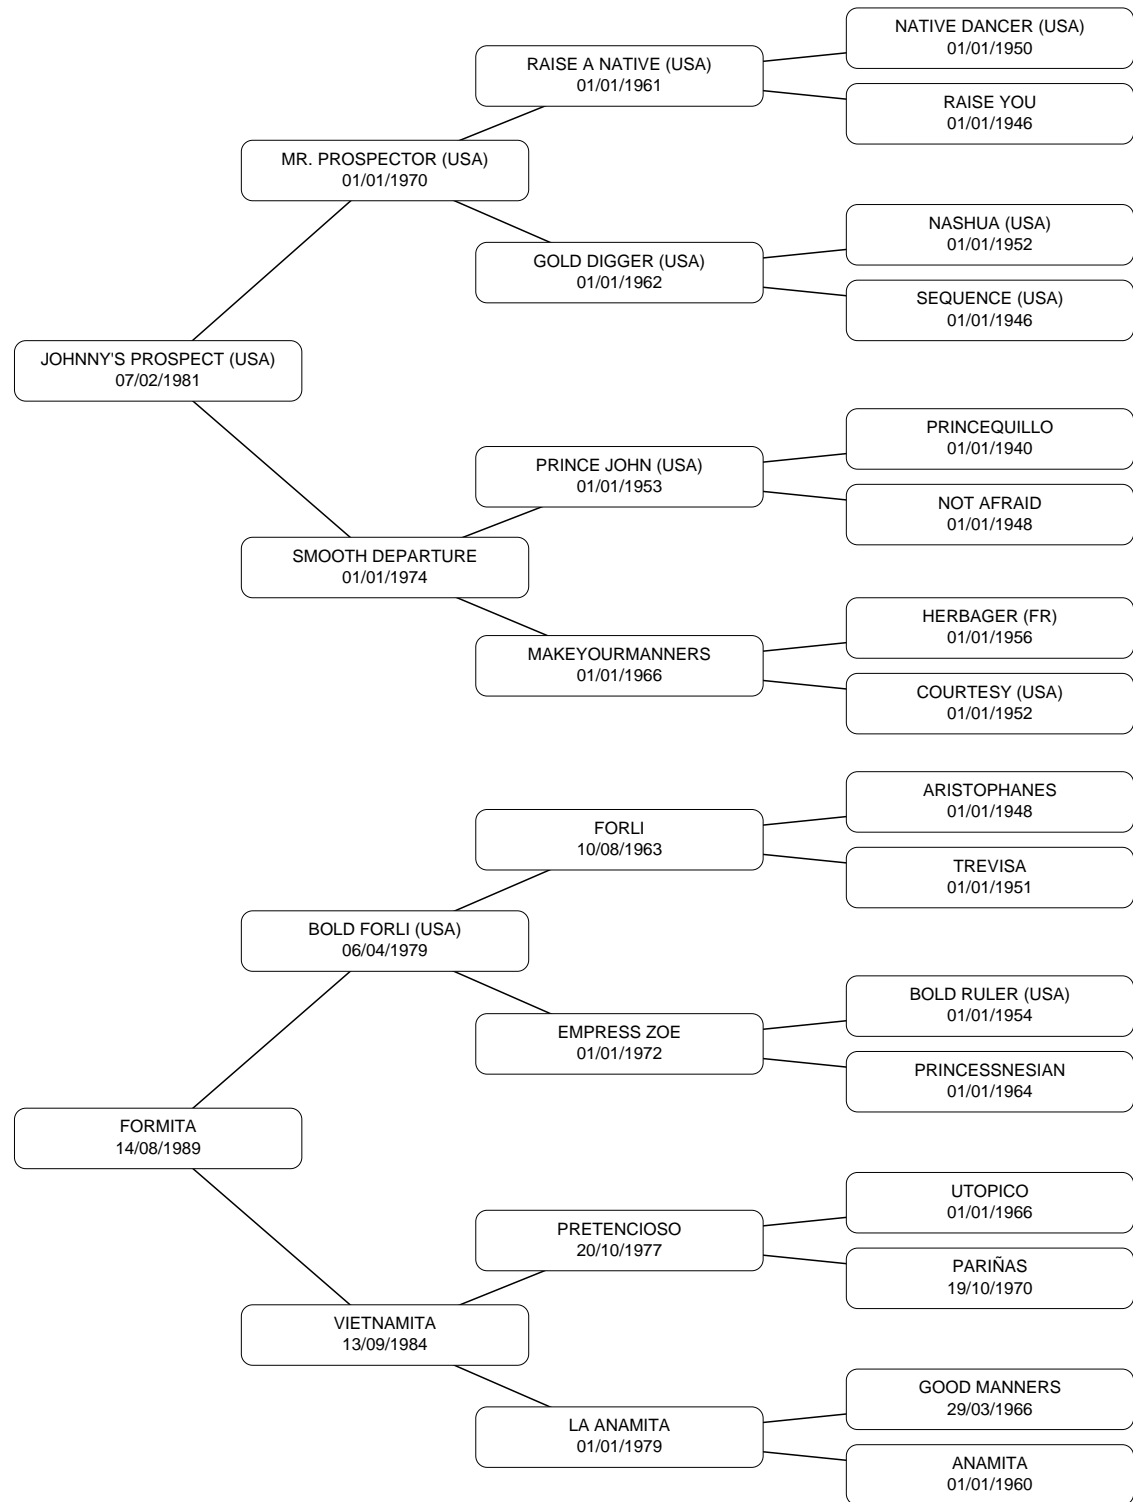 NATIVE DANCER (USA)
01/01/1950
RAISE A NATIVE (USA)
01/01/1961
RAISE YOU
01/01/1946
MR. PROSPECTOR (USA)
01/01/1970
NASHUA (USA)
01/01/1952
GOLD DIGGER (USA)
01/01/1962
SEQUENCE (USA)
01/01/1946
JOHNNY'S PROSPECT (USA)
07/02/1981
PRINCEQUILLO
01/01/1940
PRINCE JOHN (USA)
01/01/1953
NOT AFRAID
01/01/1948
SMOOTH DEPARTURE
01/01/1974
HERBAGER (FR)
01/01/1956
MAKEYOURMANNERS
01/01/1966
COURTESY (USA)
01/01/1952
ARISTOPHANES
01/01/1948
FORLI
10/08/1963
TREVISA
01/01/1951
BOLD FORLI (USA)
06/04/1979
BOLD RULER (USA)
01/01/1954
EMPRESS ZOE
01/01/1972
PRINCESSNESIAN
01/01/1964
FORMITA
14/08/1989
UTOPICO
01/01/1966
PRETENCIOSO
20/10/1977
PARIÑAS
19/10/1970
VIETNAMITA
13/09/1984
GOOD MANNERS
29/03/1966
LA ANAMITA
01/01/1979
ANAMITA
01/01/1960